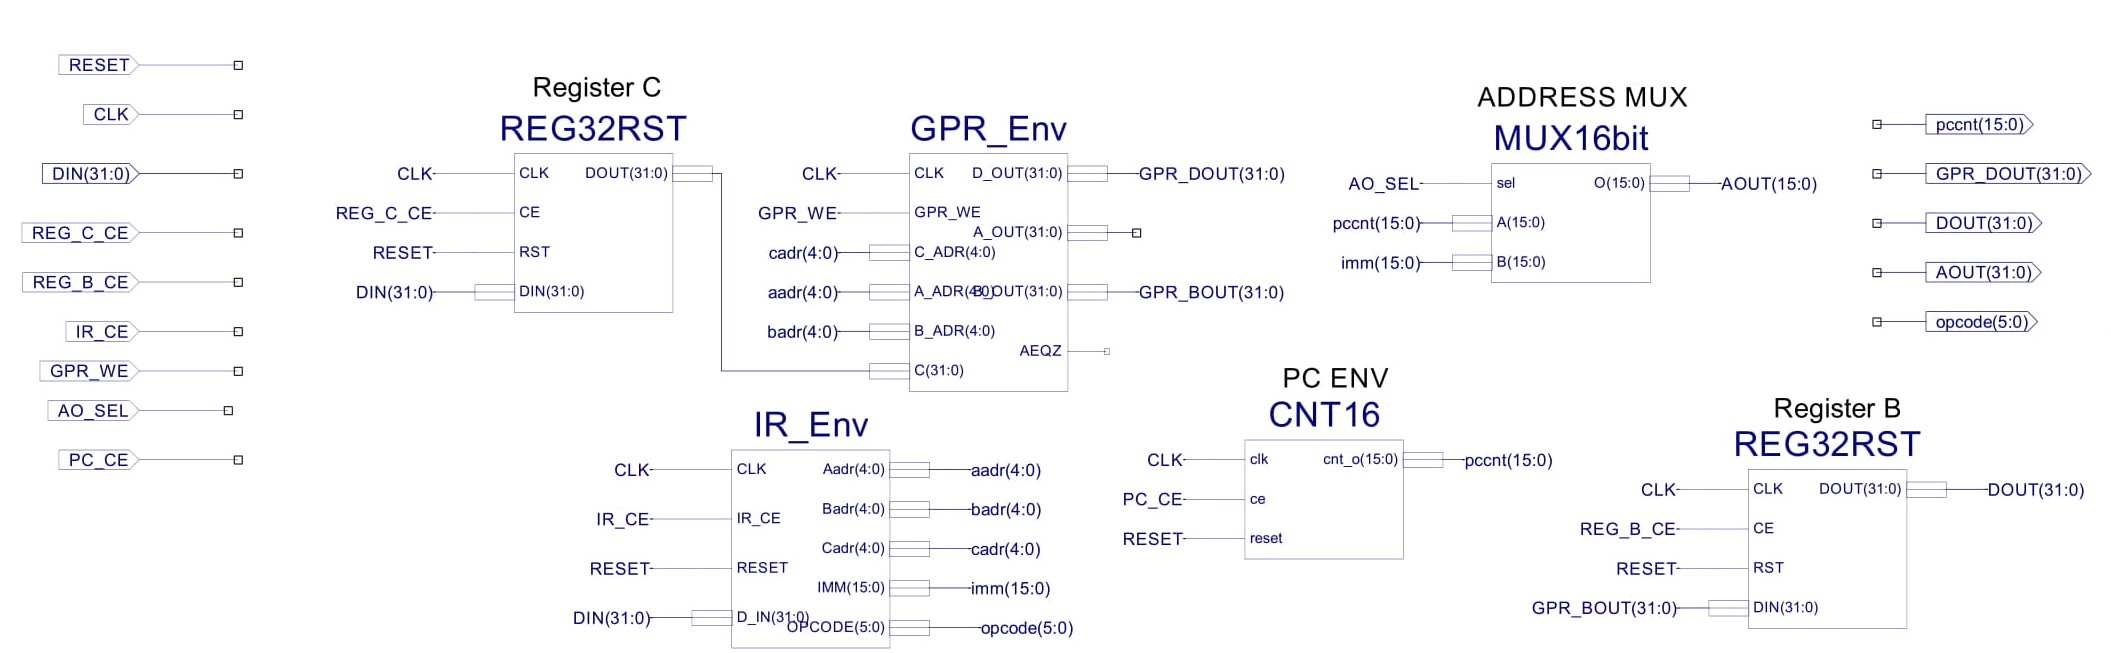 RESET
CLK
DIN(31:0)
REG_C_CE
REG_B_CE
IR_CE
GPR_WE
AO_SEL
PC_CE
Register C
REG32RST
CLK
REG_C_CE
RESET
DIN(31:0)
CLK
CE
RST
DIN(31:0)
DOUT(31:0)
GPR_Env
CLK
GPR_WE
cadr(4:0)
aadr(4:0)
badr(4:0)
CLK
GPR_WE
C_ADR(4:0)
A_ADR(4:0)
B_ADR(4:0)
C(31:0)
D_OUT(31:0)
A_OUT(31:0)
B_OUT(31:0)
AEQZ
GPR_DOUT(31:0)
GPR_BOUT(31:0)
ADDRESS MUX
MUX16bit
AO_SEL
pccnt(15:0)
imm(15:0)
sel
A(15:0)
B(15:0)
O(15:0)
AOUT(15:0)
pccnt(15:0)
GPR_DOUT(31:0)
DOUT(31:0)
AOUT(31:0)
opcode(5:0)
IR_Env
CLK
IR_CE
RESET
DIN(31:0)
CLK
IR_CE
RESET
D_IN(31:0)
Aadr(4:0)
Badr(4:0)
Cadr(4:0)
IMM(15:0)
OPCODE(5:0)
aadr(4:0)
badr(4:0)
cadr(4:0)
imm(15:0)
opcode(5:0)
PC ENV
CNT16
CLK
PC_CE
RESET
clk
ce
reset
cnt_o(15:0)
pccnt(15:0)
Register B
REG32RST
CLK
REG_B_CE
RESET
GPR_BOUT(31:0)
CLK
CE
RST
DIN(31:0)
DOUT(31:0)
DOUT(31:0)